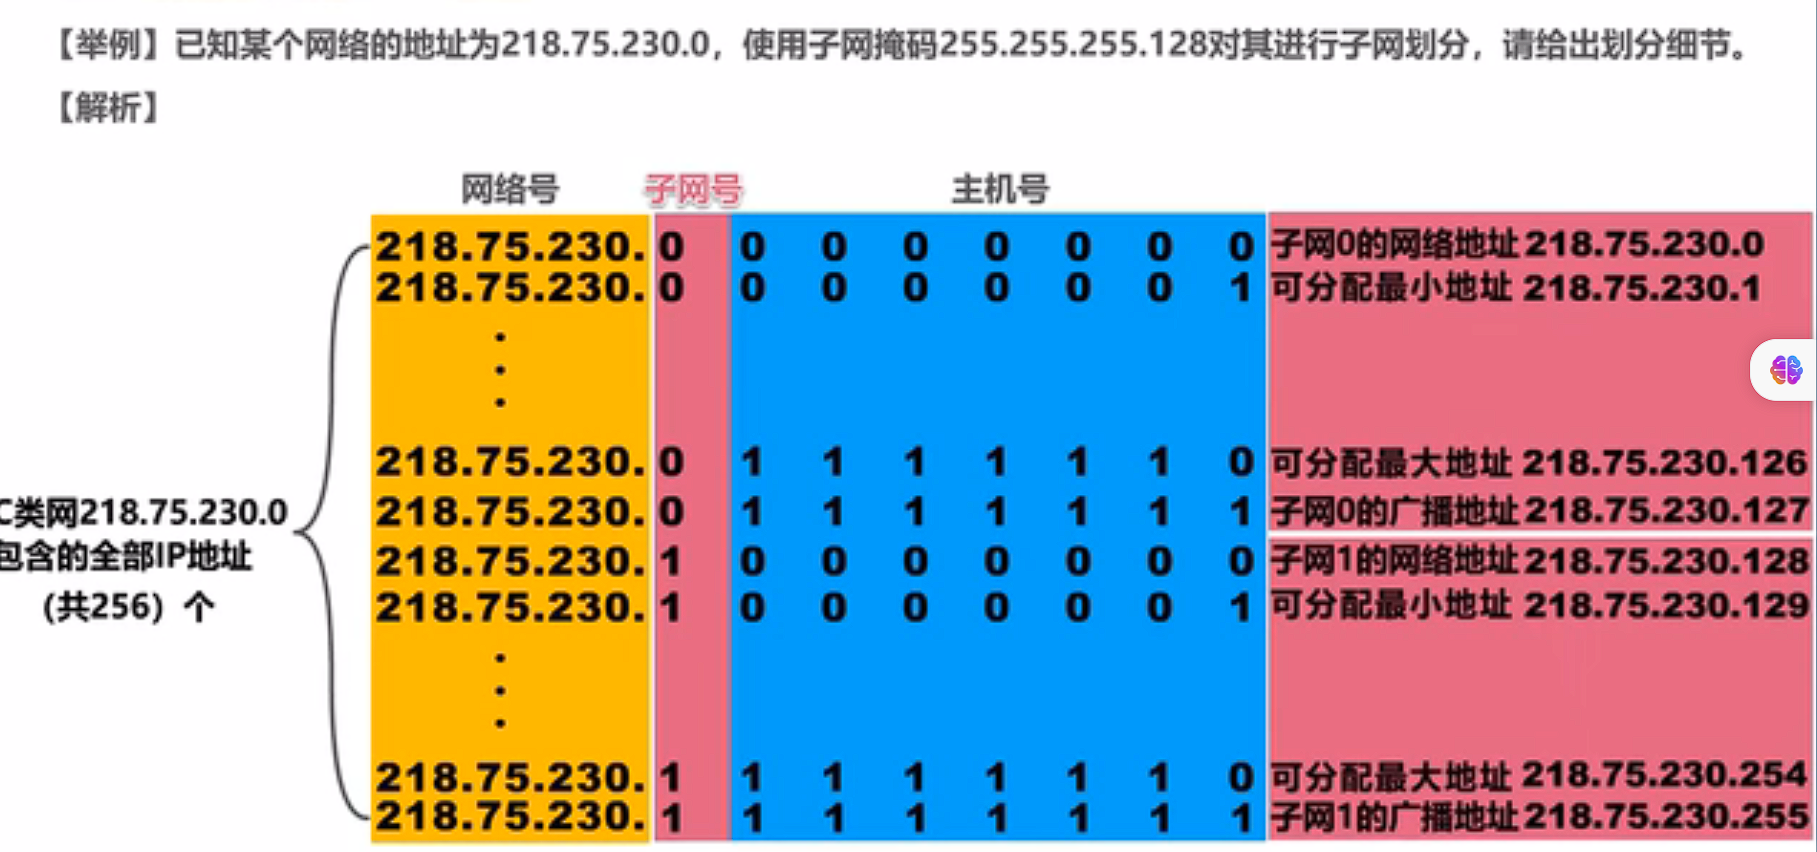 【举例】已知某个网络的地址为218.75.230.0，使用子网掩码255.255.255.128对其进行子网划分，请给出划分细节。
【解析】
网络号 子网号 主机号
218.75.230. 0 0 0 0 0 0 0 0 子网0的网络地址 218.75.230.0
218.75.230. 0 0 0 0 0 0 0 1 可分配最小地址 218.75.230.1
218.75.230. 0 1 1 1 1 1 1 0 可分配最大地址 218.75.230.126
218.75.230. 0 1 1 1 1 1 1 1 子网0的广播地址 218.75.230.127
C类网218.75.230.0
包含的全部IP地址
(共256）个
218.75.230. 1 0 0 0 0 0 0 0 子网1的网络地址 218.75.230.128
218.75.230. 1 0 0 0 0 0 0 1 可分配最小地址 218.75.230.129
218.75.230. 1 1 1 1 1 1 1 0 可分配最大地址 218.75.230.254
218.75.230. 1 1 1 1 1 1 1 1 子网1的广播地址 218.75.230.255